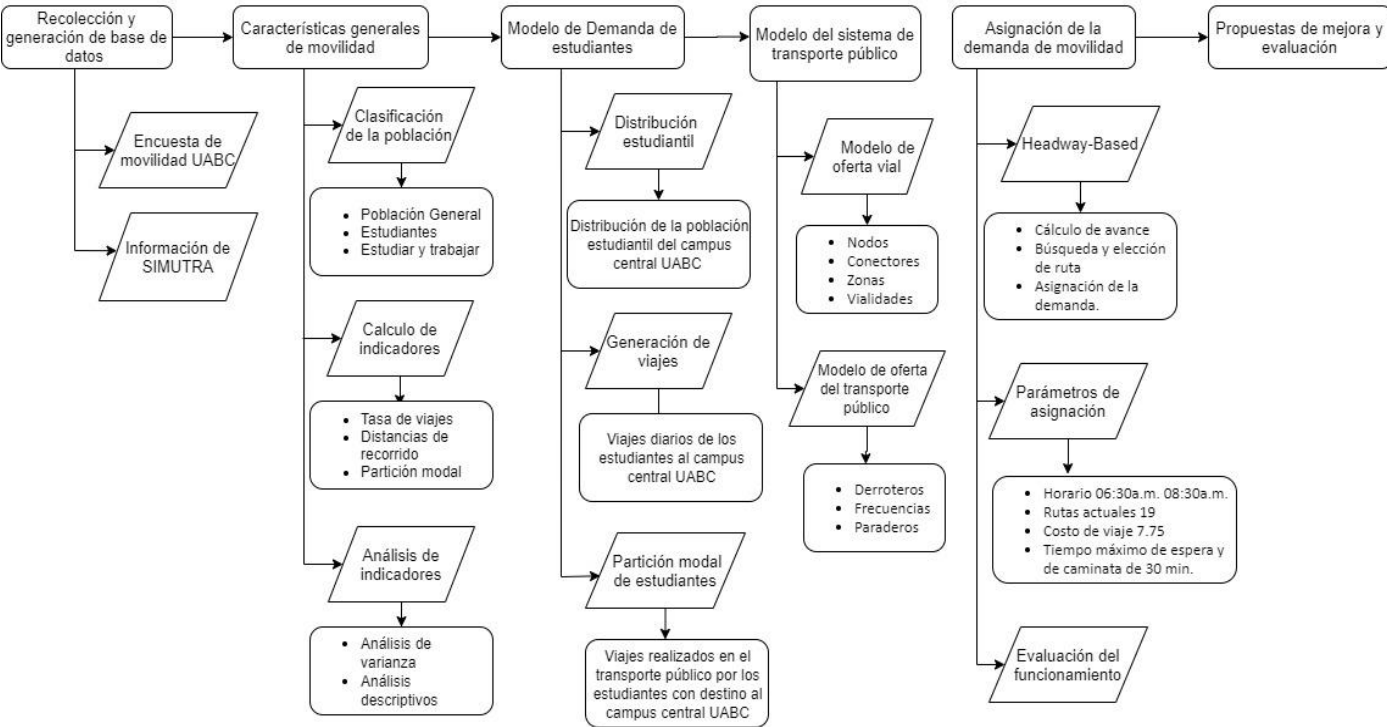 Recolección y
generación de base de
datos
Características generales
de movilidad
Modelo de Demanda de
estudiantes
Modelo del sistema de
transporte público
Asignación de la
demanda de movilidad
Propuestas de mejora y
evaluación
Encuesta de
movilidad UABC
Información de
SIMUTRA
Clasificación
de la población
• Población General
• Estudiantes
• Estudiar y trabajar
Calculo de
indicadores
• Tasa de viajes
• Distancias de
recorrido
• Partición modal
Análisis de
indicadores
• Análisis de
varianza
• Análisis
descriptivos
Distribución
estudiantil
Distribución de la población
estudiantil del campus
central UABC
Generación de
viajes
Viajes diarios de los
estudiantes al campus
central UABC
Partición modal
de estudiantes
Viajes realizados en el
transporte público por los
estudiantes con destino al
campus central UABC
Modelo de
oferta vial
• Nodos
• Conectores
• Zonas
• Vialidades
Modelo de oferta
del transporte
público
• Derroteros
• Frecuencias
• Paraderos
Headway-Based
• Cálculo de avance
• Búsqueda y elección
de ruta
• Asignación de la
demanda.
Parámetros de
asignación
• Horario 06:30a.m. 08:30a.m.
• Rutas actuales 19
• Costo de viaje 7.75
• Tiempo máximo de espera y
de caminata de 30 min.
Evaluación del
funcionamiento